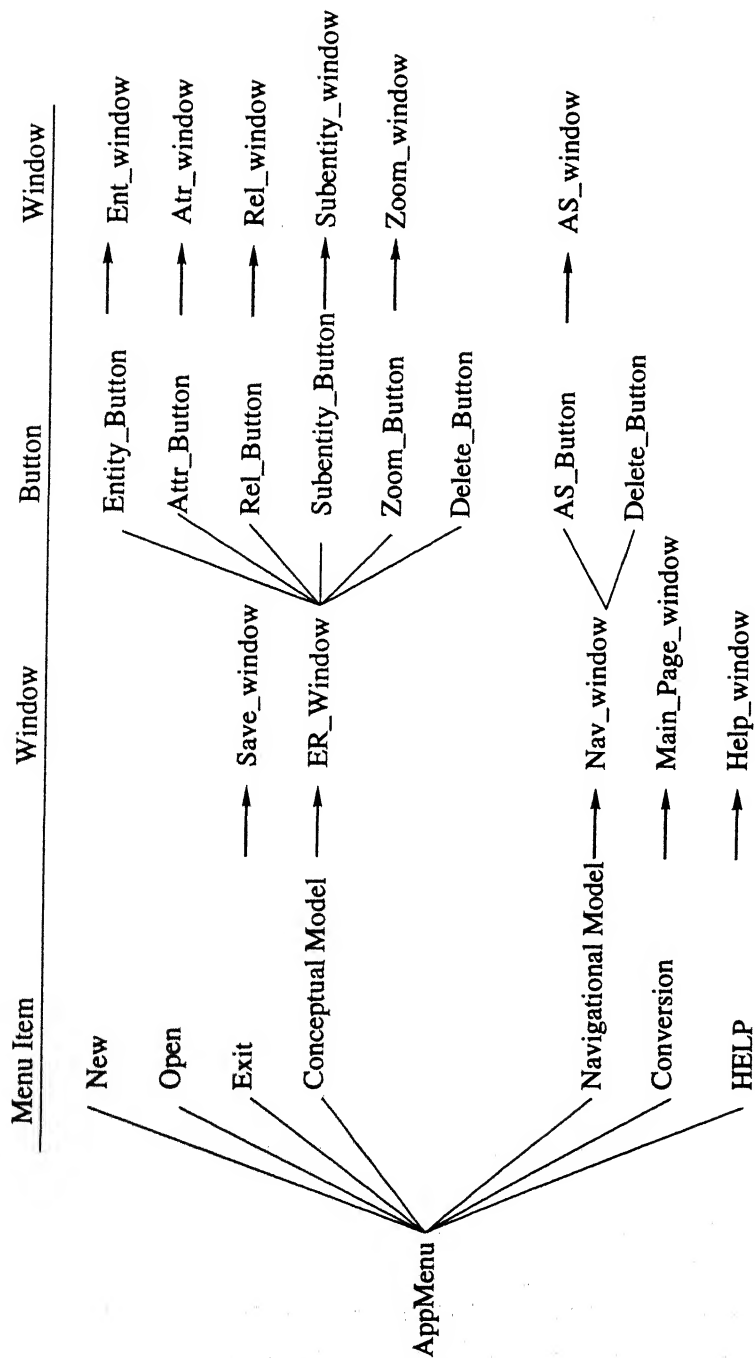 Menu Item Window Button Window
New Entity_Button Ent_window
Open Attr_Button Atr_window
Exit Save_window Rel_Button Rel_window
Conceptual Model ER_Window Subentity_Button Subentity_window
Zoom_Button Zoom_window
AppMenu Delete_Button
Navigational Model Nav_window AS_Button AS_window
Conversion Main_Page_window Delete_Button
HELP Help_window